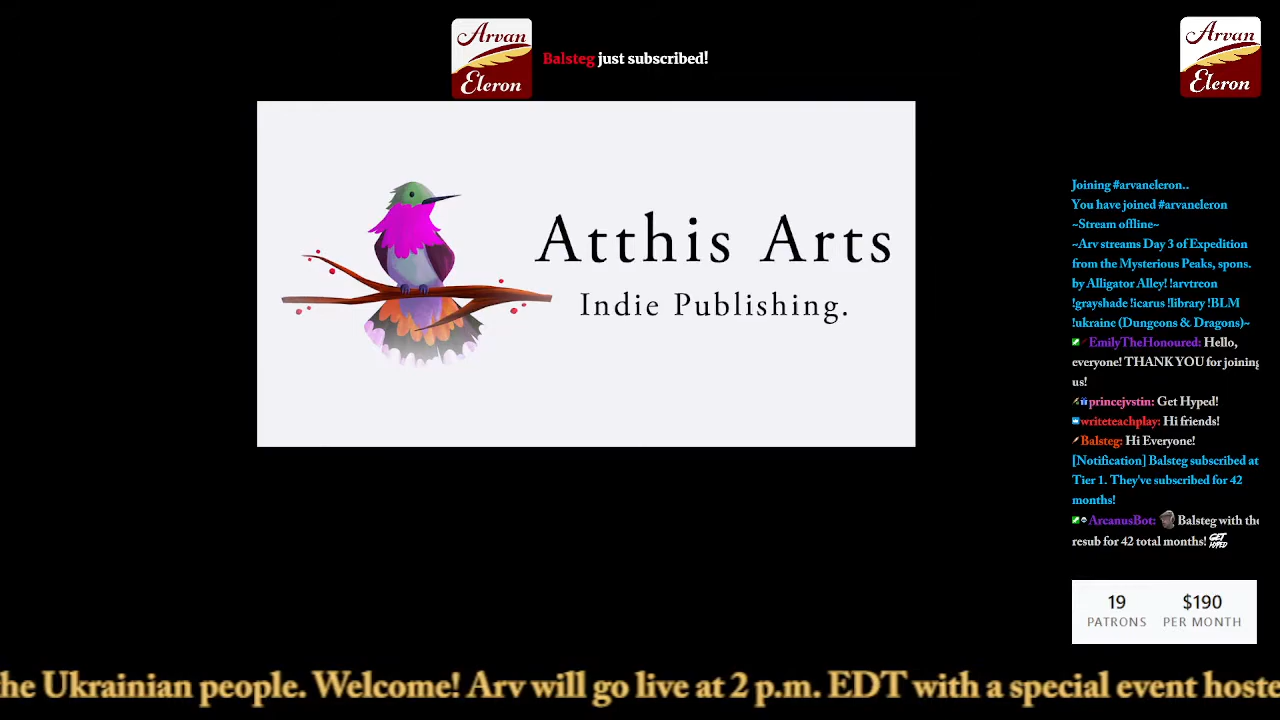 Arvan
Eleron
Balsteg just subscribed!
Arvan
Eleron
Atthis Arts
Indie Publishing.
Joining #arvaneleron..
You have joined #arvaneleron
~Stream offline~
~Arv streams Day 3 of Expedition
from the Mysterious Peaks, spons.
by Alligator Alley! !arvtreon
!grayshade !icarus !library !BLM
!ukraine (Dungeons & Dragons)~
EmilyTheHonoured: Hello,
everyone! THANK YOU for joining
us!
princejvstin: Get Hyped!
writeteachplay: Hi friends!
Balsteg: Hi Everyone!
[Notification] Balsteg subscribed at
Tier 1. They've subscribed for 42
months!
ArcanusBot: Balsteg with the
resub for 42 total months! GET HYPED
19 $190
PATRONS PER MONTH
he Ukrainian people. Welcome! Arv will go live at 2 p.m. EDT with a special event hoste